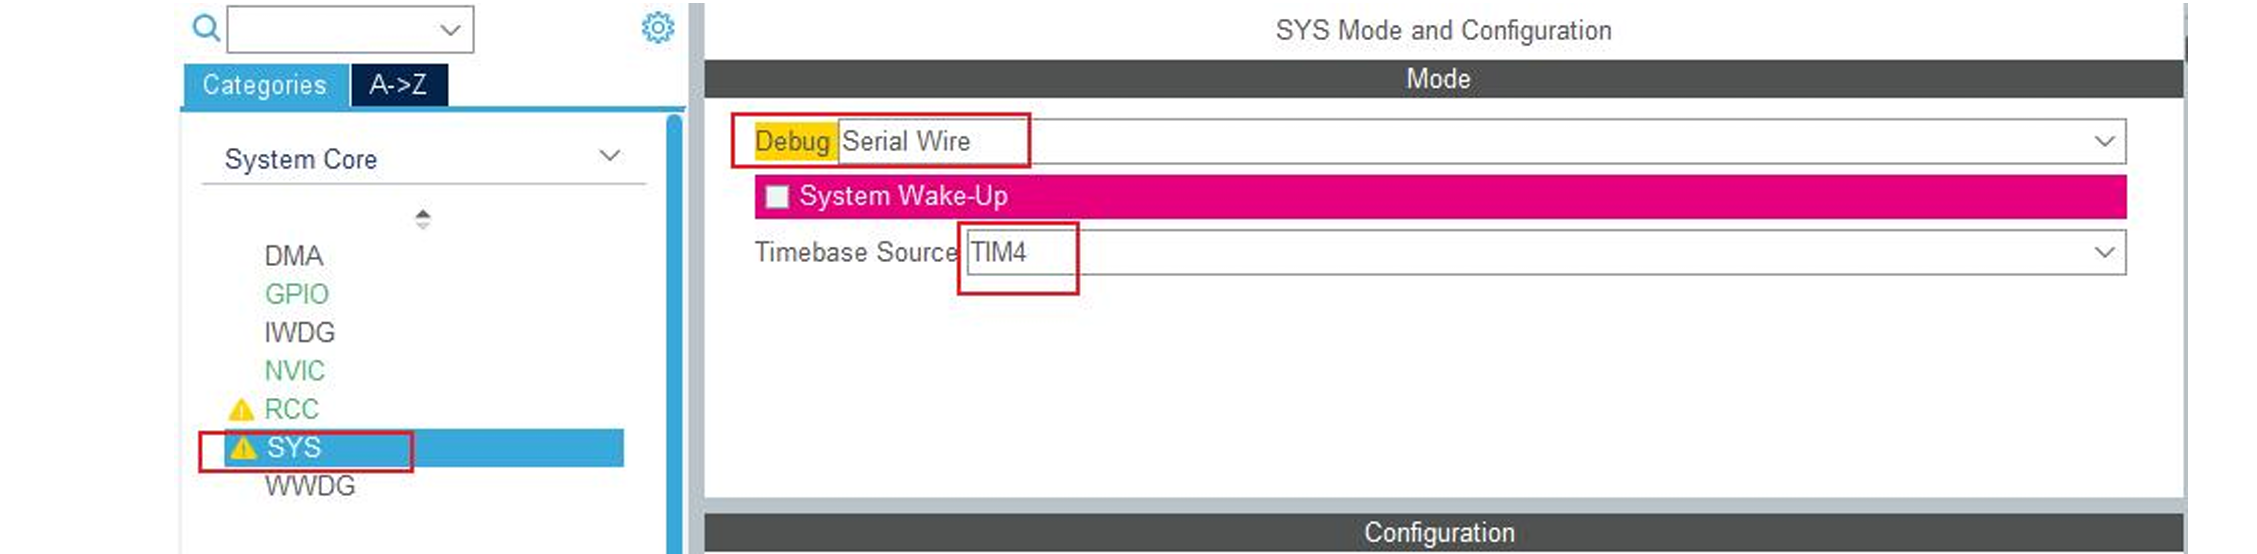 Categories A->Z
System Core
DMA
GPIO
IWDG
NVIC
RCC
SYS
WWDG
SYS Mode and Configuration
Mode
Debug Serial Wire
System Wake-Up
Timebase Source TIM4
Configuration